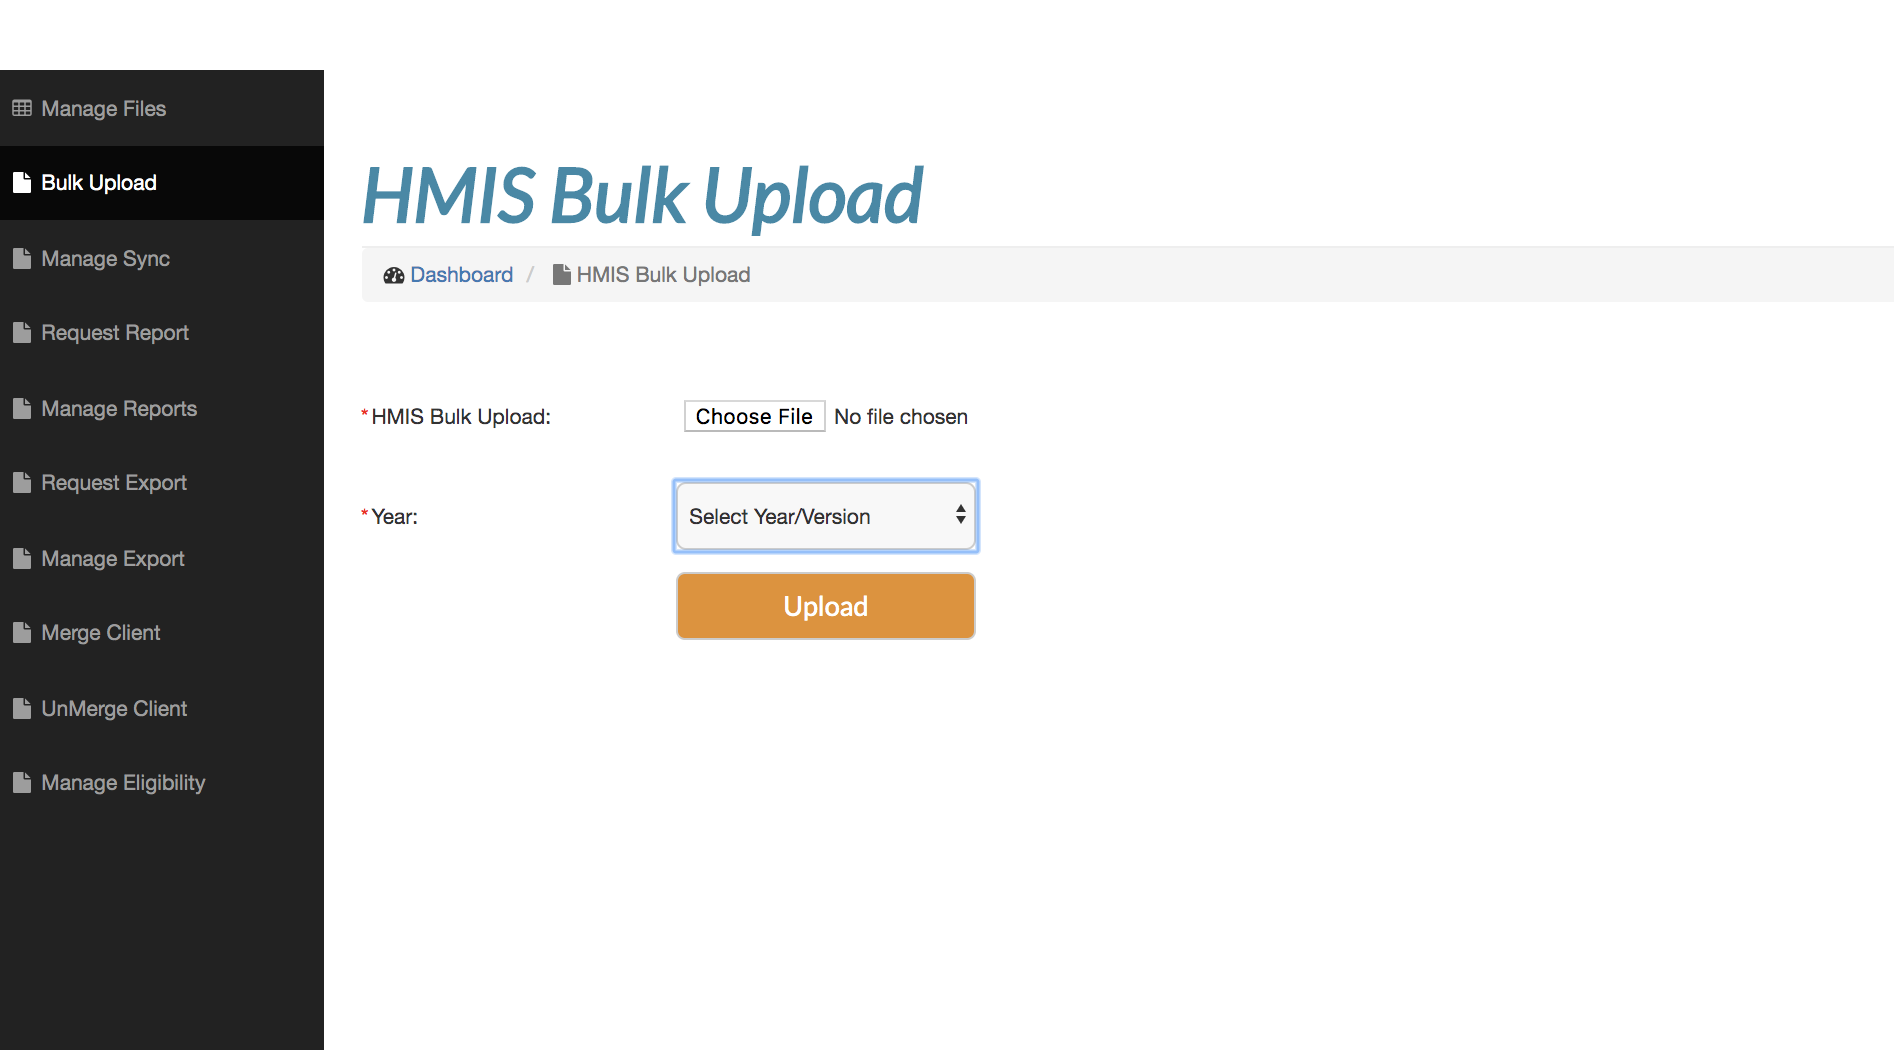 Manage Files
Bulk Upload
Manage Sync
Request Report
Manage Reports
Request Export
Manage Export
Merge Client
UnMerge Client
Manage Eligibility
HMIS Bulk Upload
Dashboard / HMIS Bulk Upload
*HMIS Bulk Upload: Choose File No file chosen
*Year: Select Year/Version
Upload